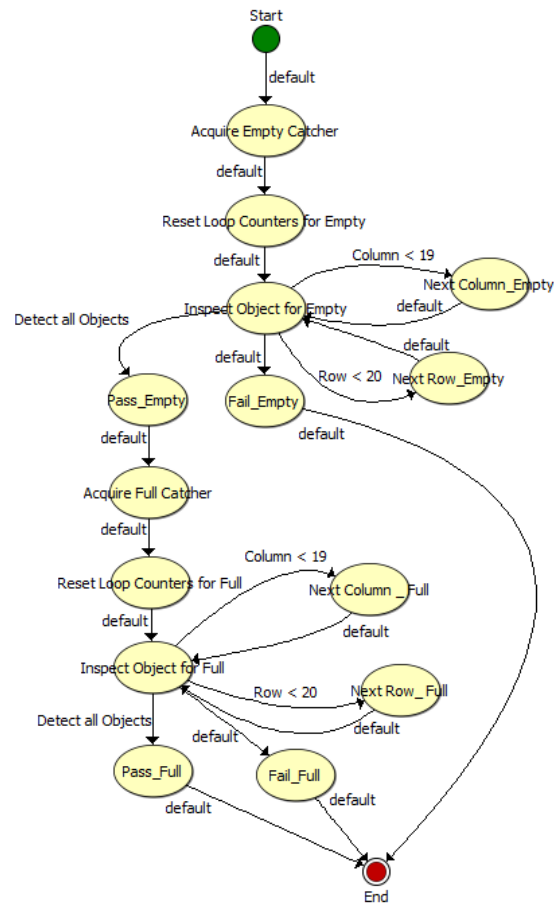 Start
default
Acquire Empty Catcher
default
Reset Loop Counters for Empty
default
Column < 19
Next Column_Empty
default
Inspect Object for Empty
Detect all Objects
default
default
Row < 20
Next Row_Empty
Pass_Empty
Fail_Empty
default
default
Acquire Full Catcher
default
Column < 19
Reset Loop Counters for Full
Next Column _ Full
default
default
Inspect Object for Full
Row < 20
Next Row_ Full
Detect all Objects
default
default
Pass_Full
Fail_Full
default
default
End